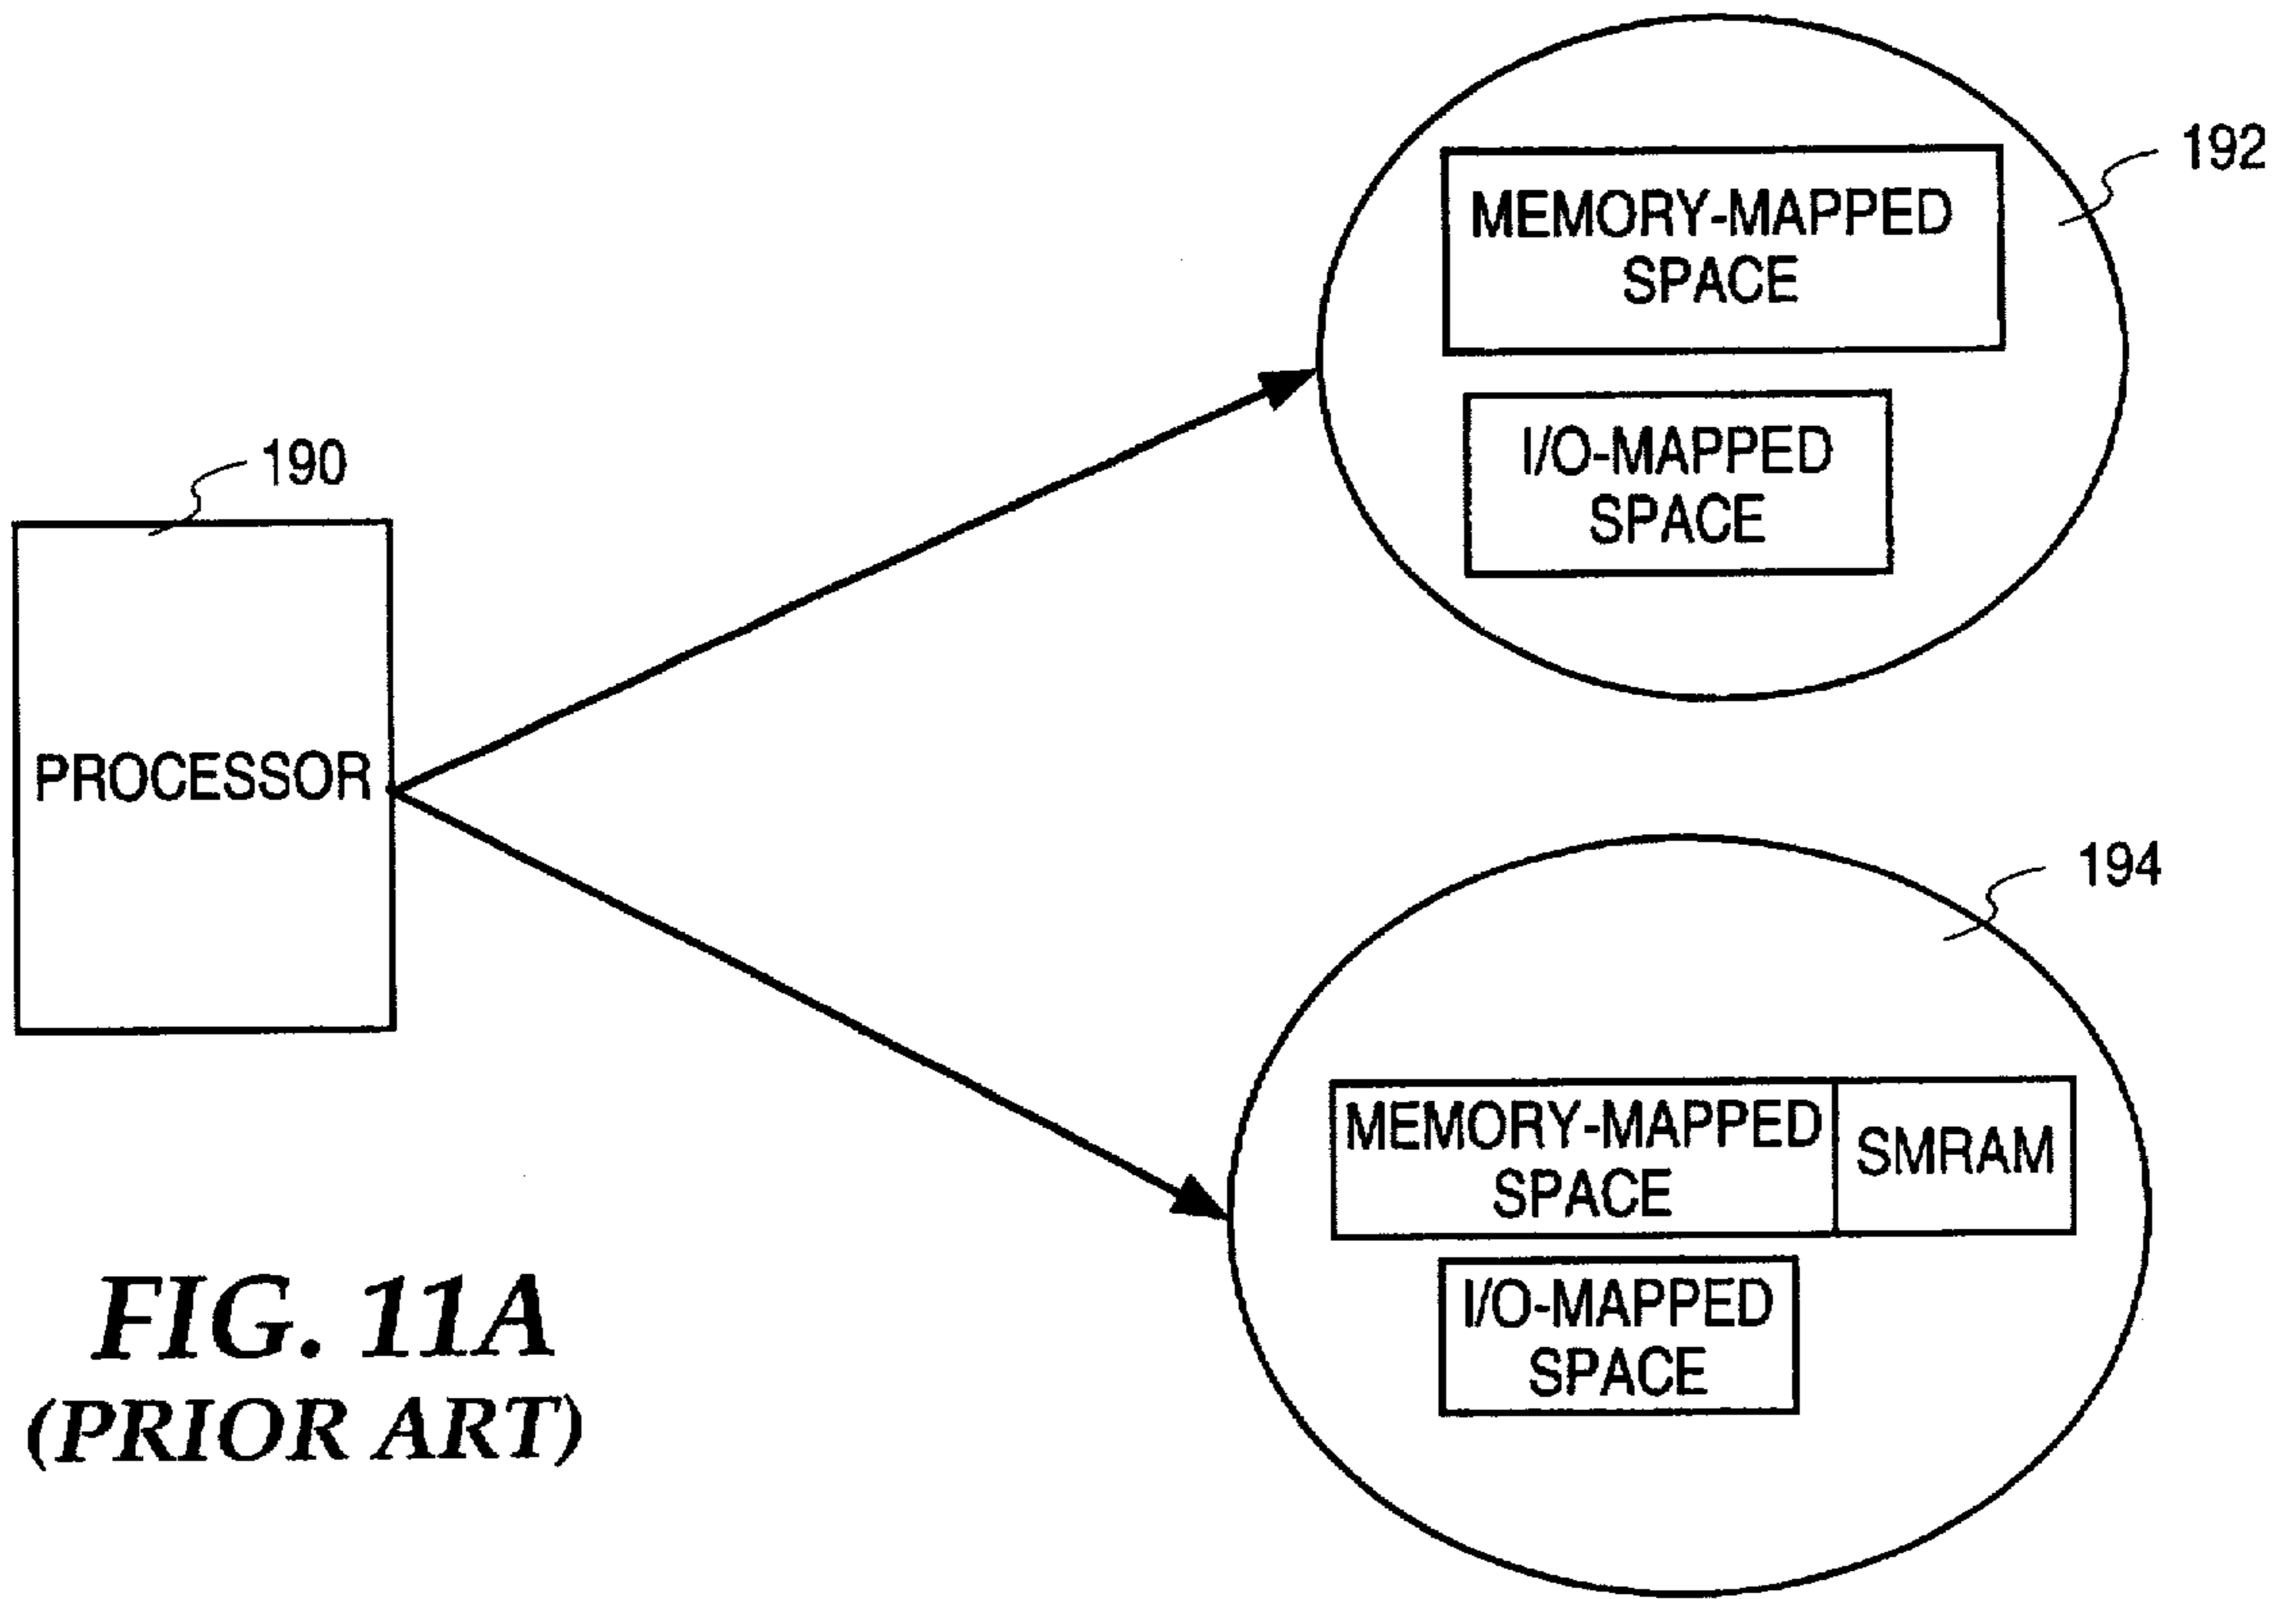 192
MEMORY-MAPPED
SPACE
I/O-MAPPED
SPACE
190
PROCESSOR
194
MEMORY-MAPPED
SPACE
SMRAM
I/O-MAPPED
SPACE
FIG. 11A
(PRIOR ART)